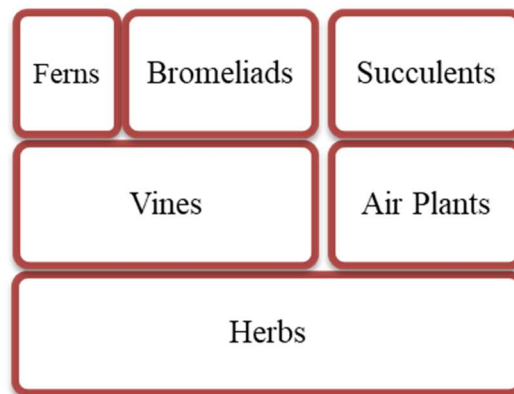 Ferns
Bromeliads
Succulents
Vines
Air Plants
Herbs